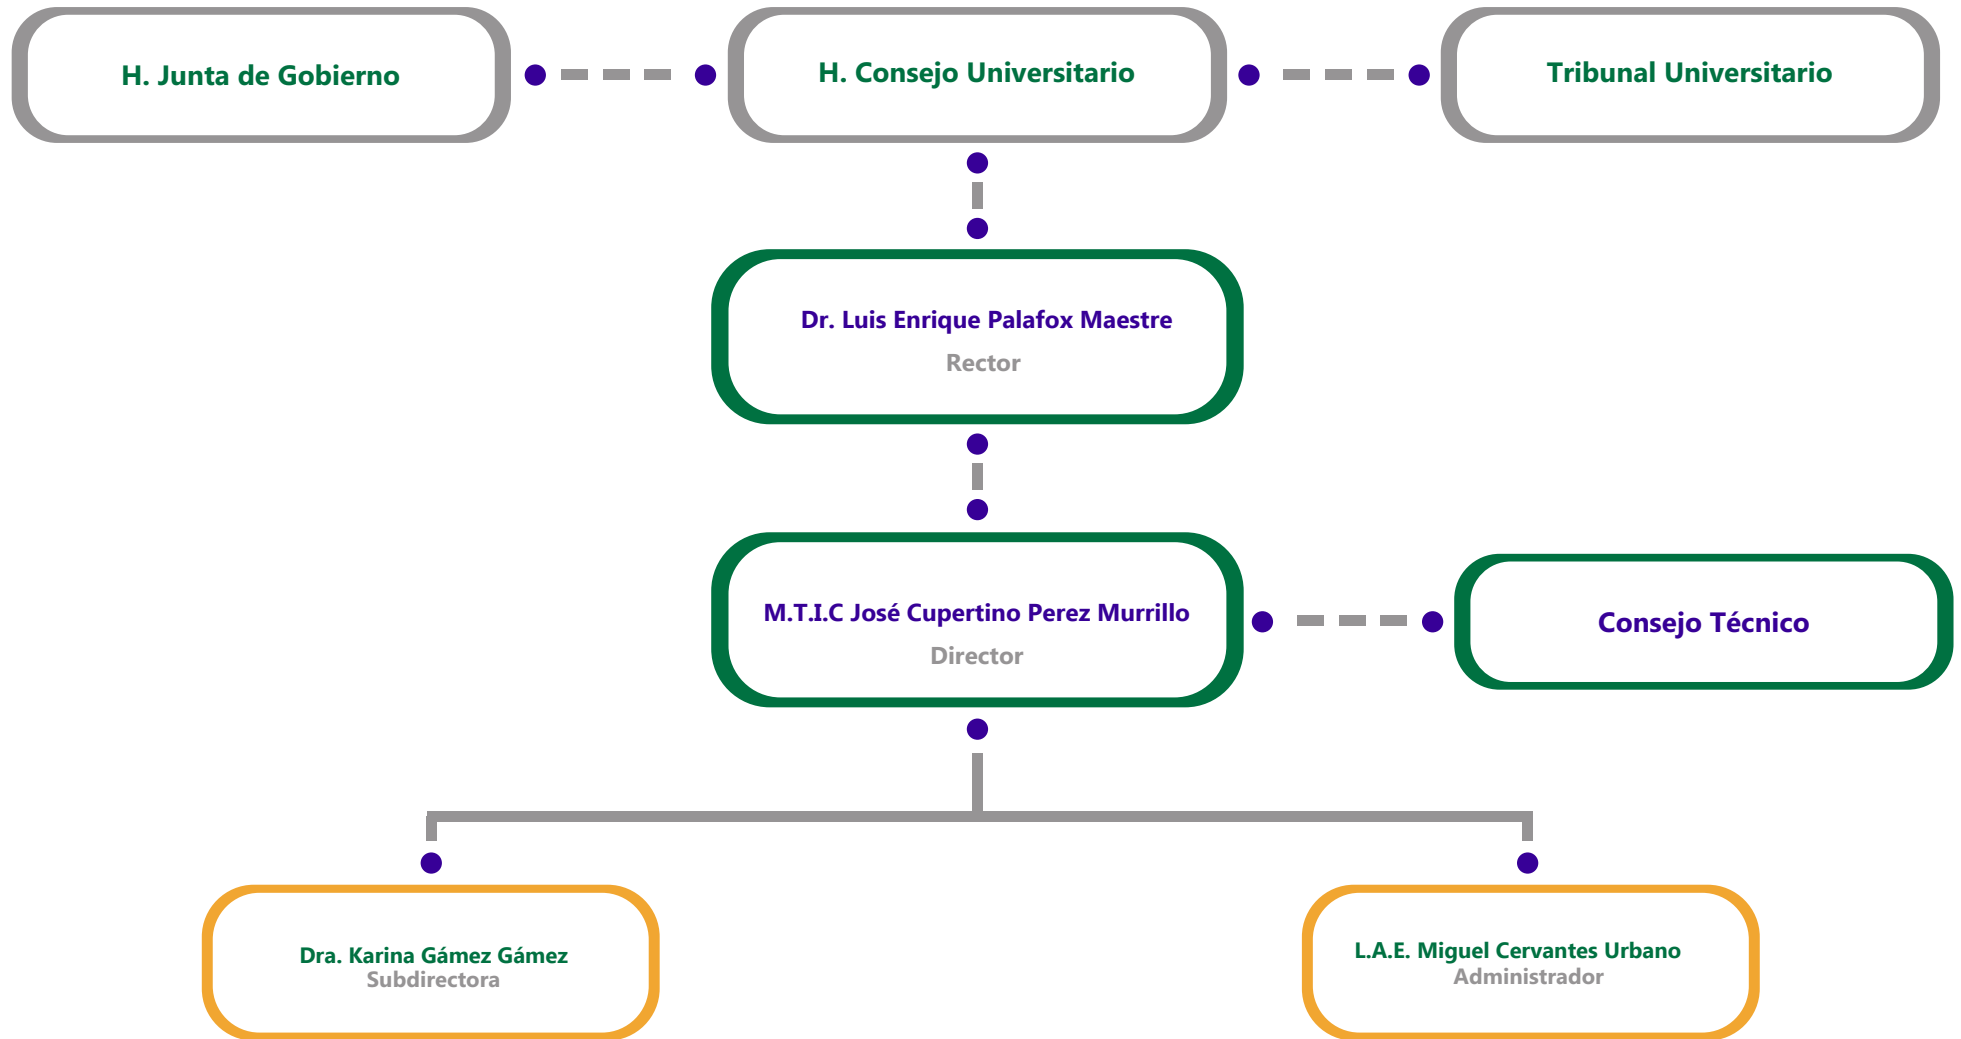 H. Junta de Gobierno
H. Consejo Universitario
Tribunal Universitario
Dr. Luis Enrique Palafox Maestre
Rector
M.T.I.C José Cupertino Perez Murrillo
Director
Consejo Técnico
Dra. Karina Gámez Gámez
Subdirectora
L.A.E. Miguel Cervantes Urbano
Administrador